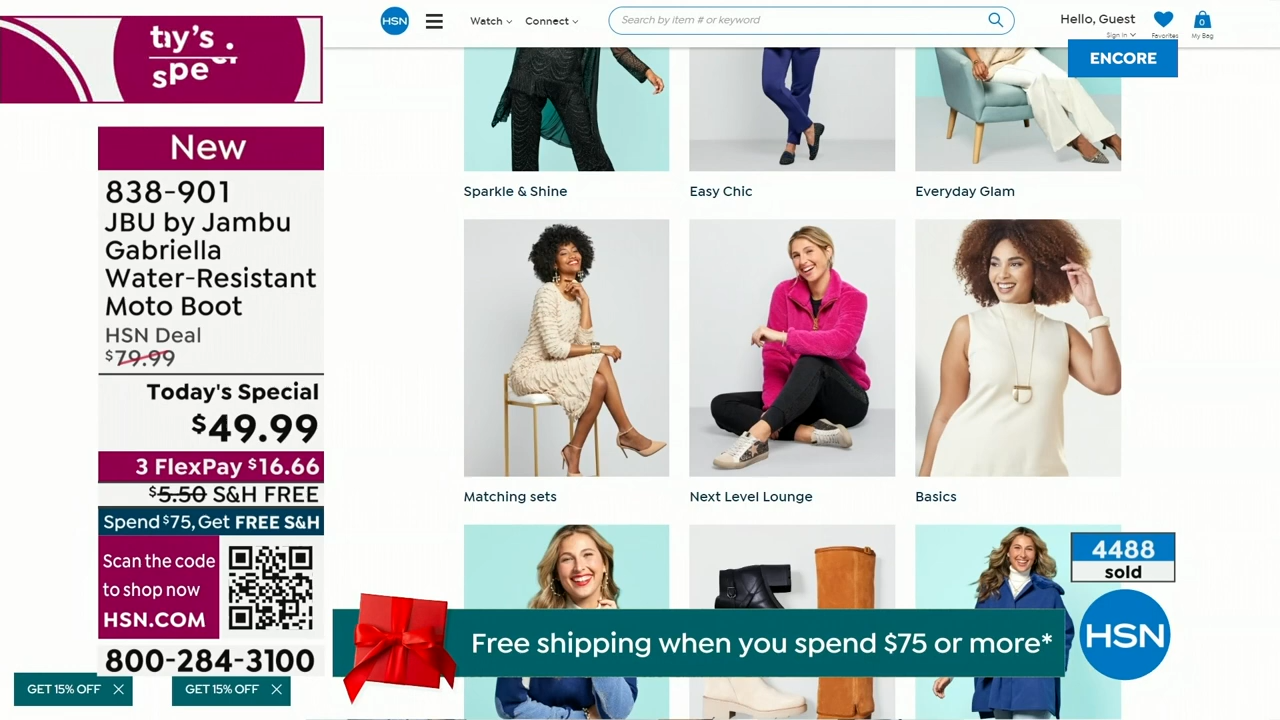 HSN
Watch
Connect
Search by item # or keyword
Hello, Guest
Sign In
Favorites
0
My Bag
ENCORE
New
838-901
JBU by Jambu
Gabriella
Water-Resistant
Moto Boot
HSN Deal
$79.99
Today's Special
$49.99
3 FlexPay $16.66
$5.50 S&H FREE
Spend $75, Get FREE S&H
Scan the code
to shop now
HSN.COM
800-284-3100
GET 15% OFF
GET 15% OFF
Sparkle & Shine
Easy Chic
Everyday Glam
Matching sets
Next Level Lounge
Basics
4488
sold
Free shipping when you spend $75 or more*
HSN